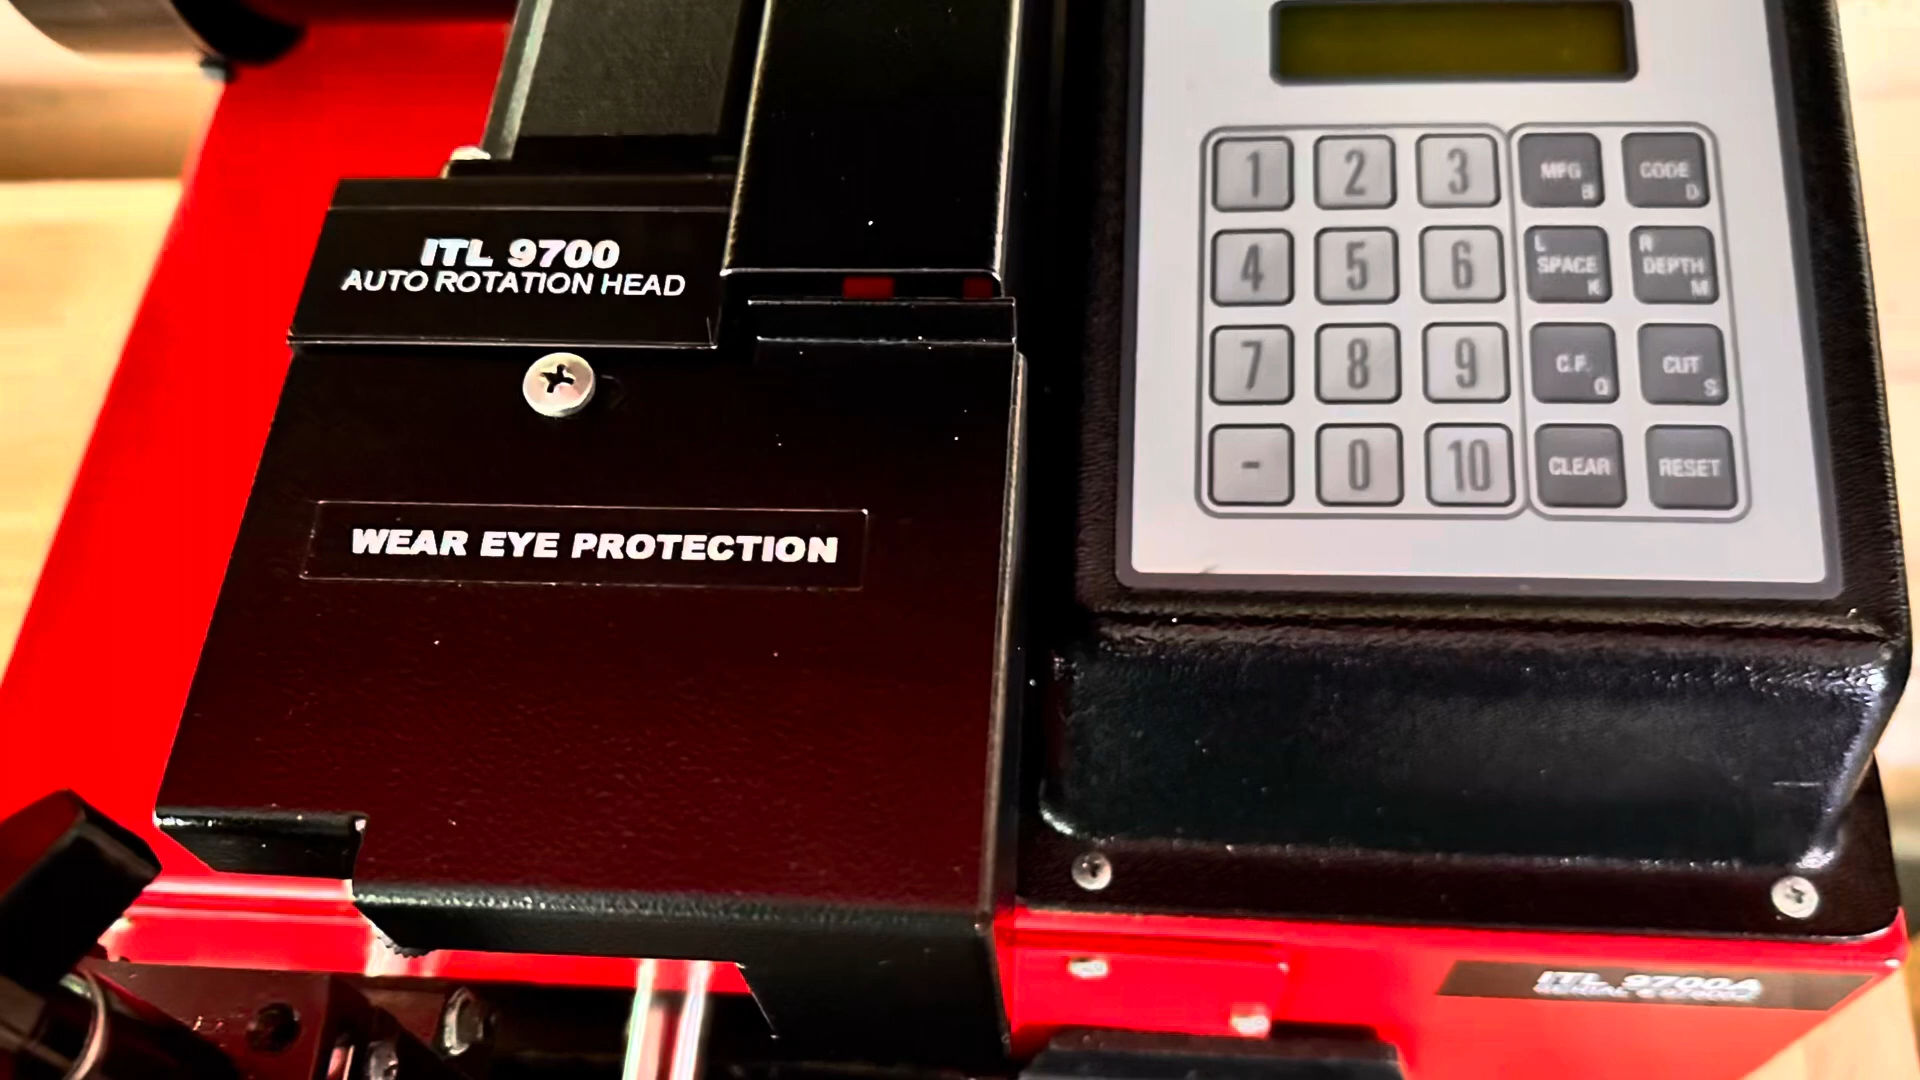 ITL 9700
AUTO ROTATION HEAD
WEAR EYE PROTECTION
1 2 3 MFG B CODE D
4 5 6 L SPACE K R DEPTH M
7 8 9 C.F. Q CUT S
- 0 10 CLEAR RESET
ITL 9700A
SERIAL